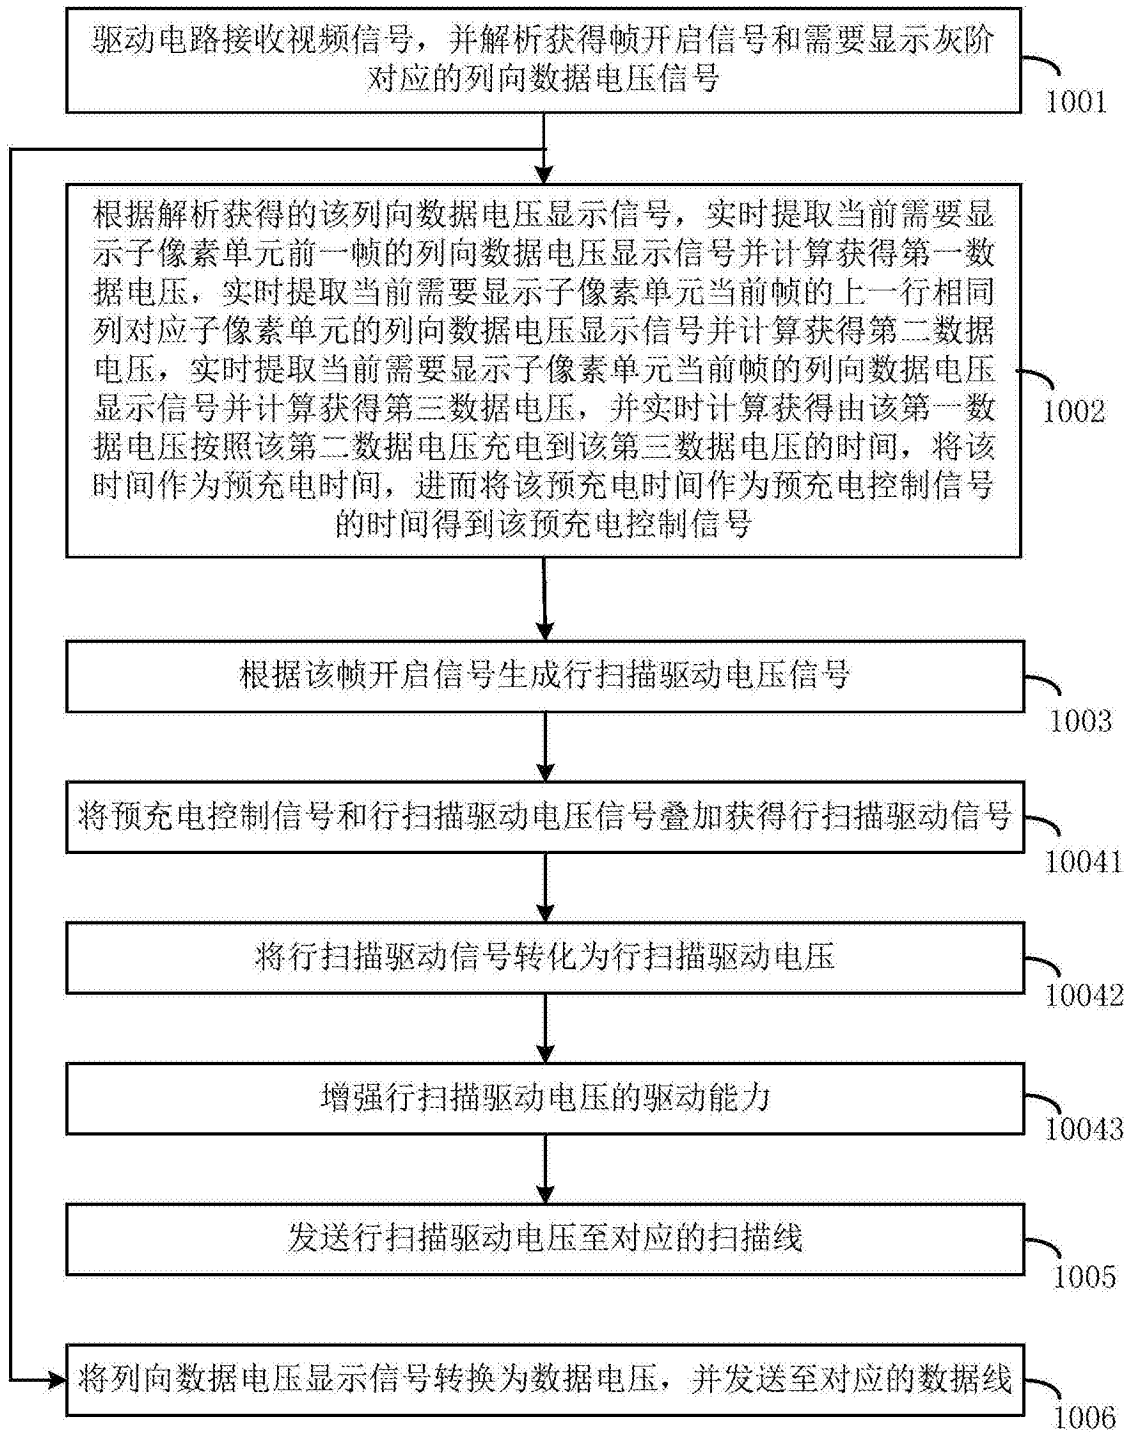 驱动电路接收视频信号，并解析获得帧开启信号和需要显示灰阶
对应的列向数据电压信号
1001
根据解析获得的该列向数据电压显示信号，实时提取当前需要显
示子像素单元前一帧的列向数据电压显示信号并计算获得第一数
据电压，实时提取当前需要显示子像素单元当前帧的上一行相同
列对应子像素单元的列向数据电压显示信号并计算获得第二数据
电压，实时提取当前需要显示子像素单元当前帧的列向数据电压
显示信号并计算获得第三数据电压，并实时计算获得由该第一数
据电压按照该第二数据电压充电到该第三数据电压的时间，将该
时间作为预充电时间，进而将该预充电时间作为预充电控制信号
的时间得到该预充电控制信号
1002
根据该帧开启信号生成行扫描驱动电压信号
1003
将预充电控制信号和行扫描驱动电压信号叠加获得行扫描驱动信号
10041
将行扫描驱动信号转化为行扫描驱动电压
10042
增强行扫描驱动电压的驱动能力
10043
发送行扫描驱动电压至对应的扫描线
1005
将列向数据电压显示信号转换为数据电压，并发送至对应的数据线
1006